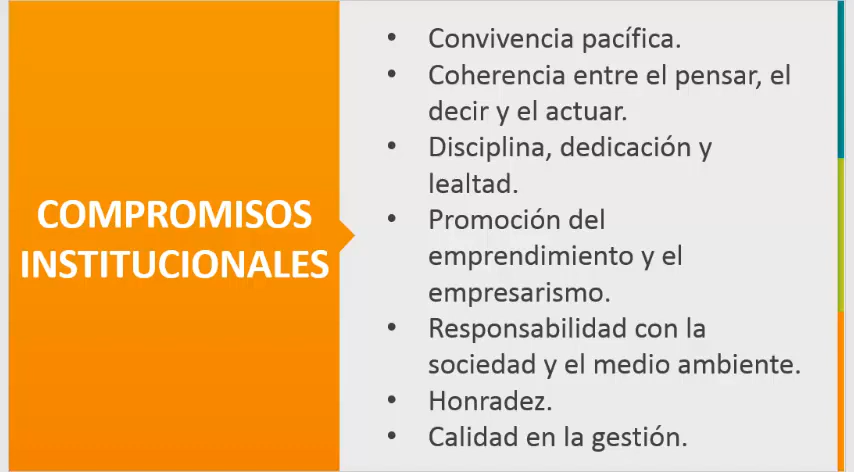 COMPROMISOS
INSTITUCIONALES
• Convivencia pacífica.
• Coherencia entre el pensar, el
decir y el actuar.
• Disciplina, dedicación y
lealtad.
• Promoción del
emprendimiento y el
empresarismo.
• Responsabilidad con la
sociedad y el medio ambiente.
• Honradez.
• Calidad en la gestión.